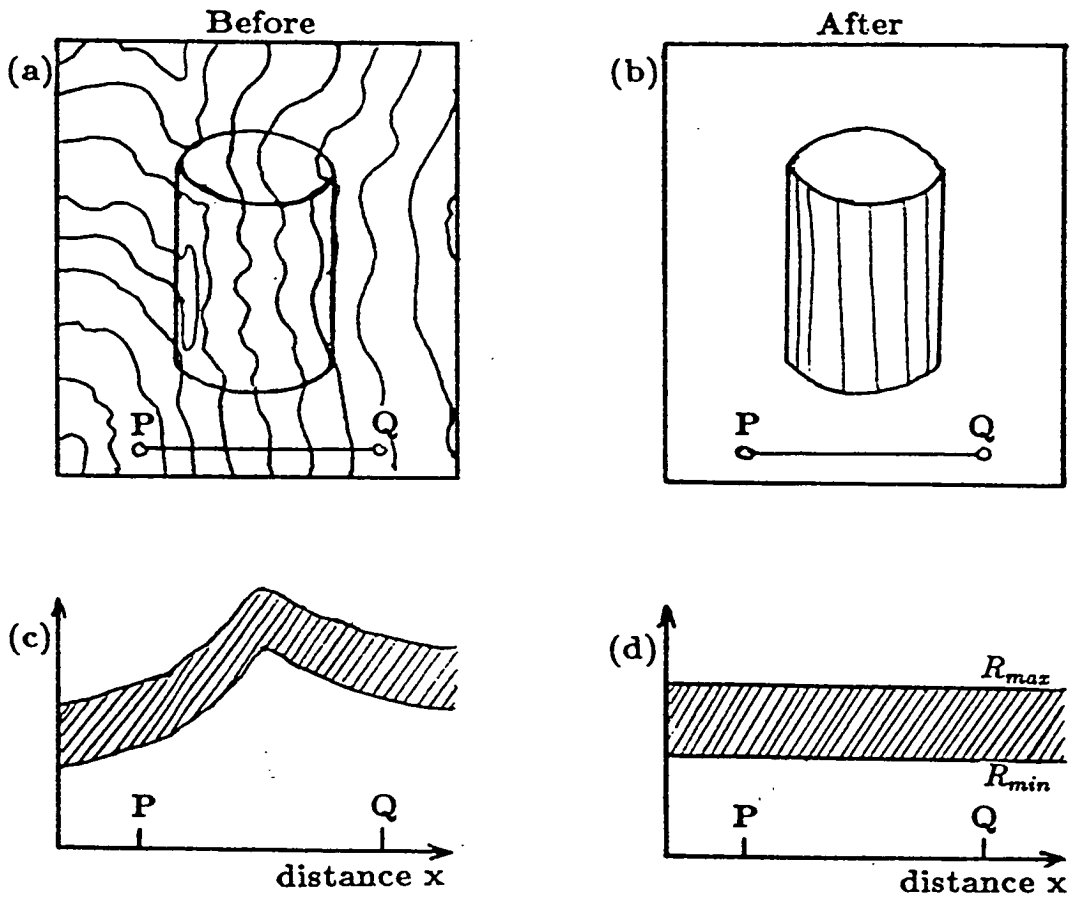 Before
After
(a)
(b)
P
Q
P
Q
(c)
(d)
R_max
R_min
P
Q
P
Q
distance x
distance x